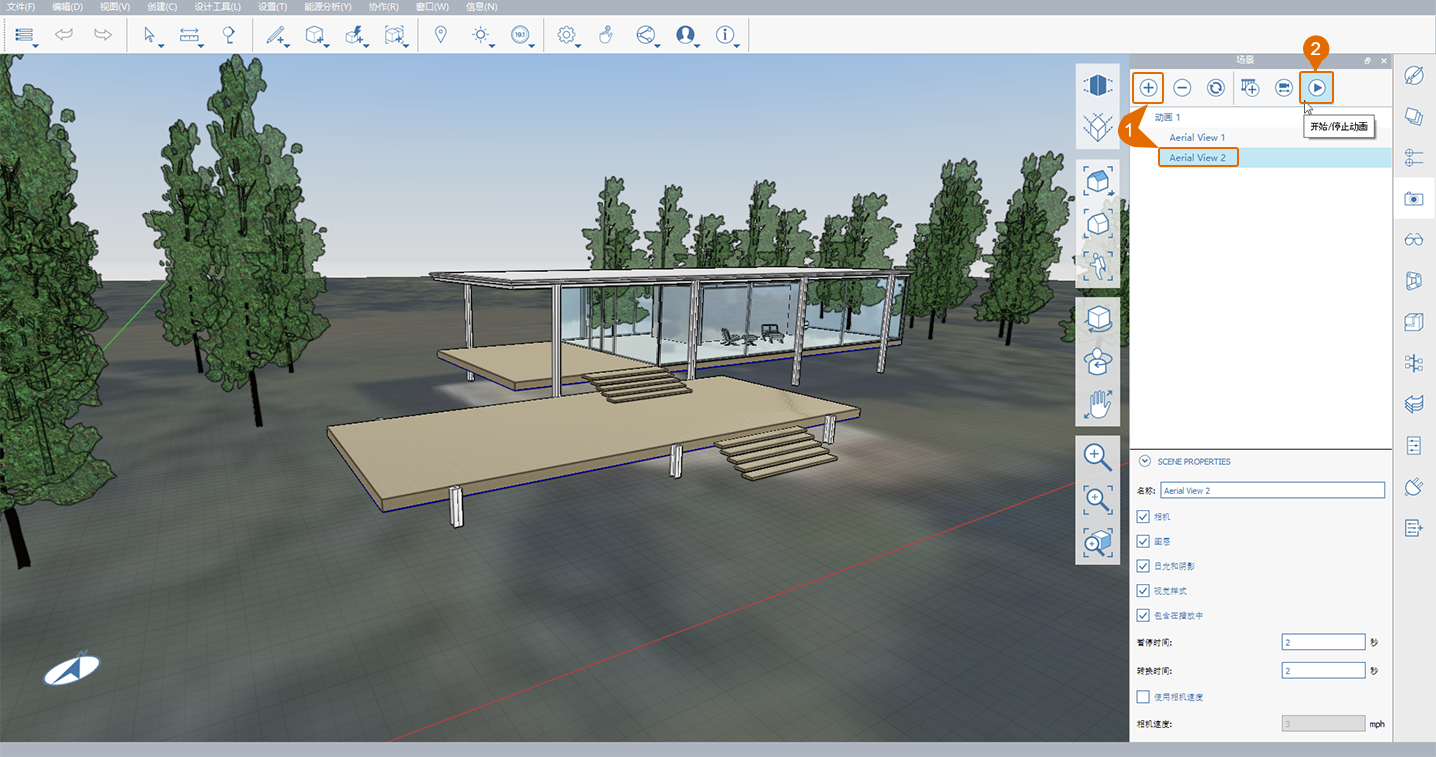 文件(F) 编辑(D) 视图(V) 创建(C) 设计工具(L) 设置(T) 能源分析(Y) 协作(R) 窗口(W) 信息(N)
19:1
2
场景
动画 1
开始/停止动画
1
Aerial View 1
Aerial View 2
SCENE PROPERTIES
名称: Aerial View 2
相机
图层
日光和阴影
视觉样式
包含在播放中
暂停时间: 2 秒
转换时间: 2 秒
使用相机速度
相机速度: 3 mph
N